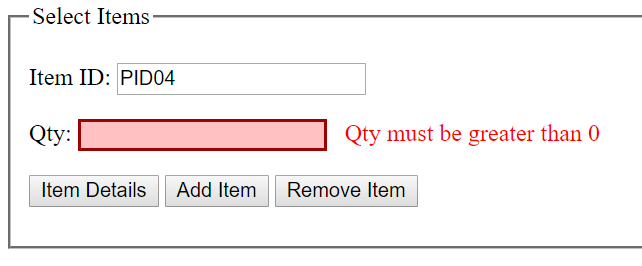 Select Items
Item ID: PID04
Qty: Qty must be greater than 0
Item Details Add Item Remove Item